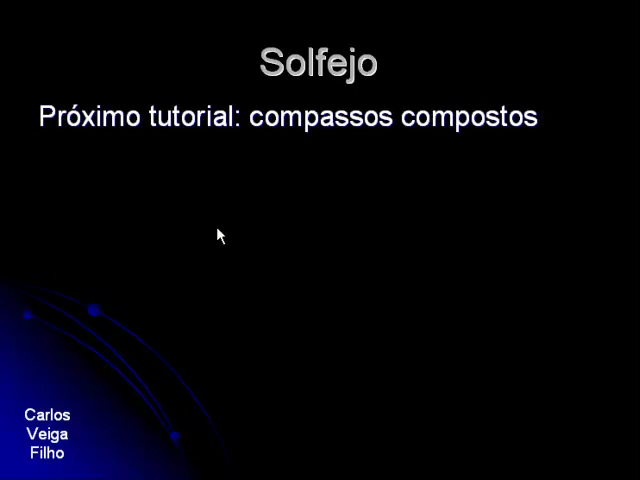 Solfejo
Próximo tutorial: compassos compostos
Carlos
Veiga
Filho